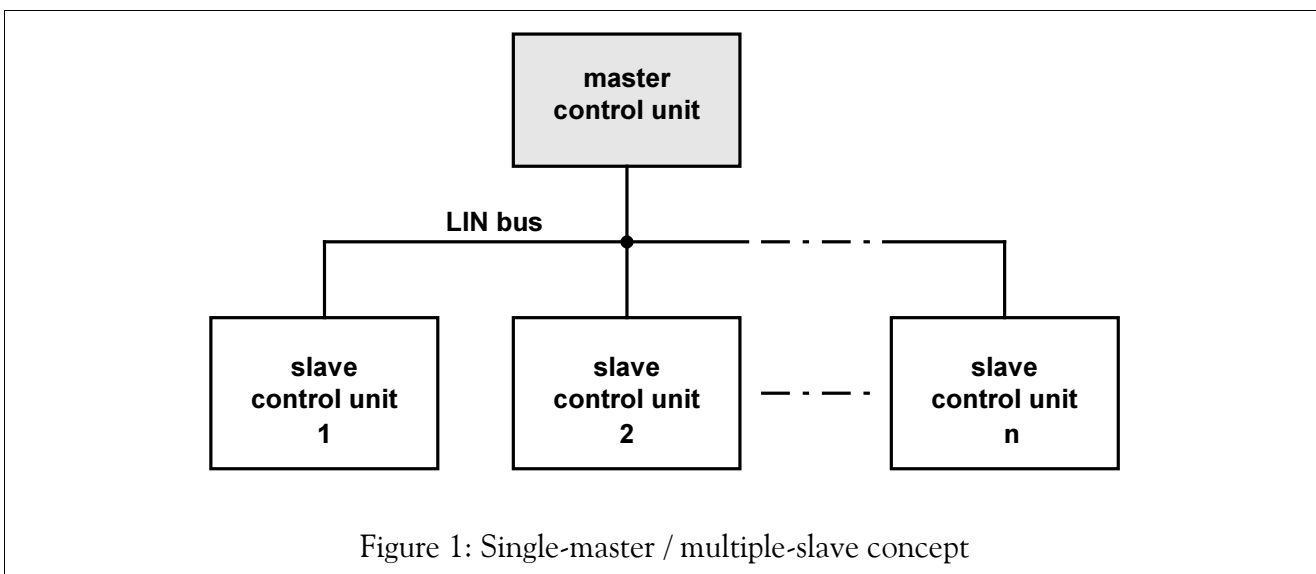 master
control unit
LIN bus
slave
control unit
1
slave
control unit
2
slave
control unit
n
Figure 1: Single-master / multiple-slave concept